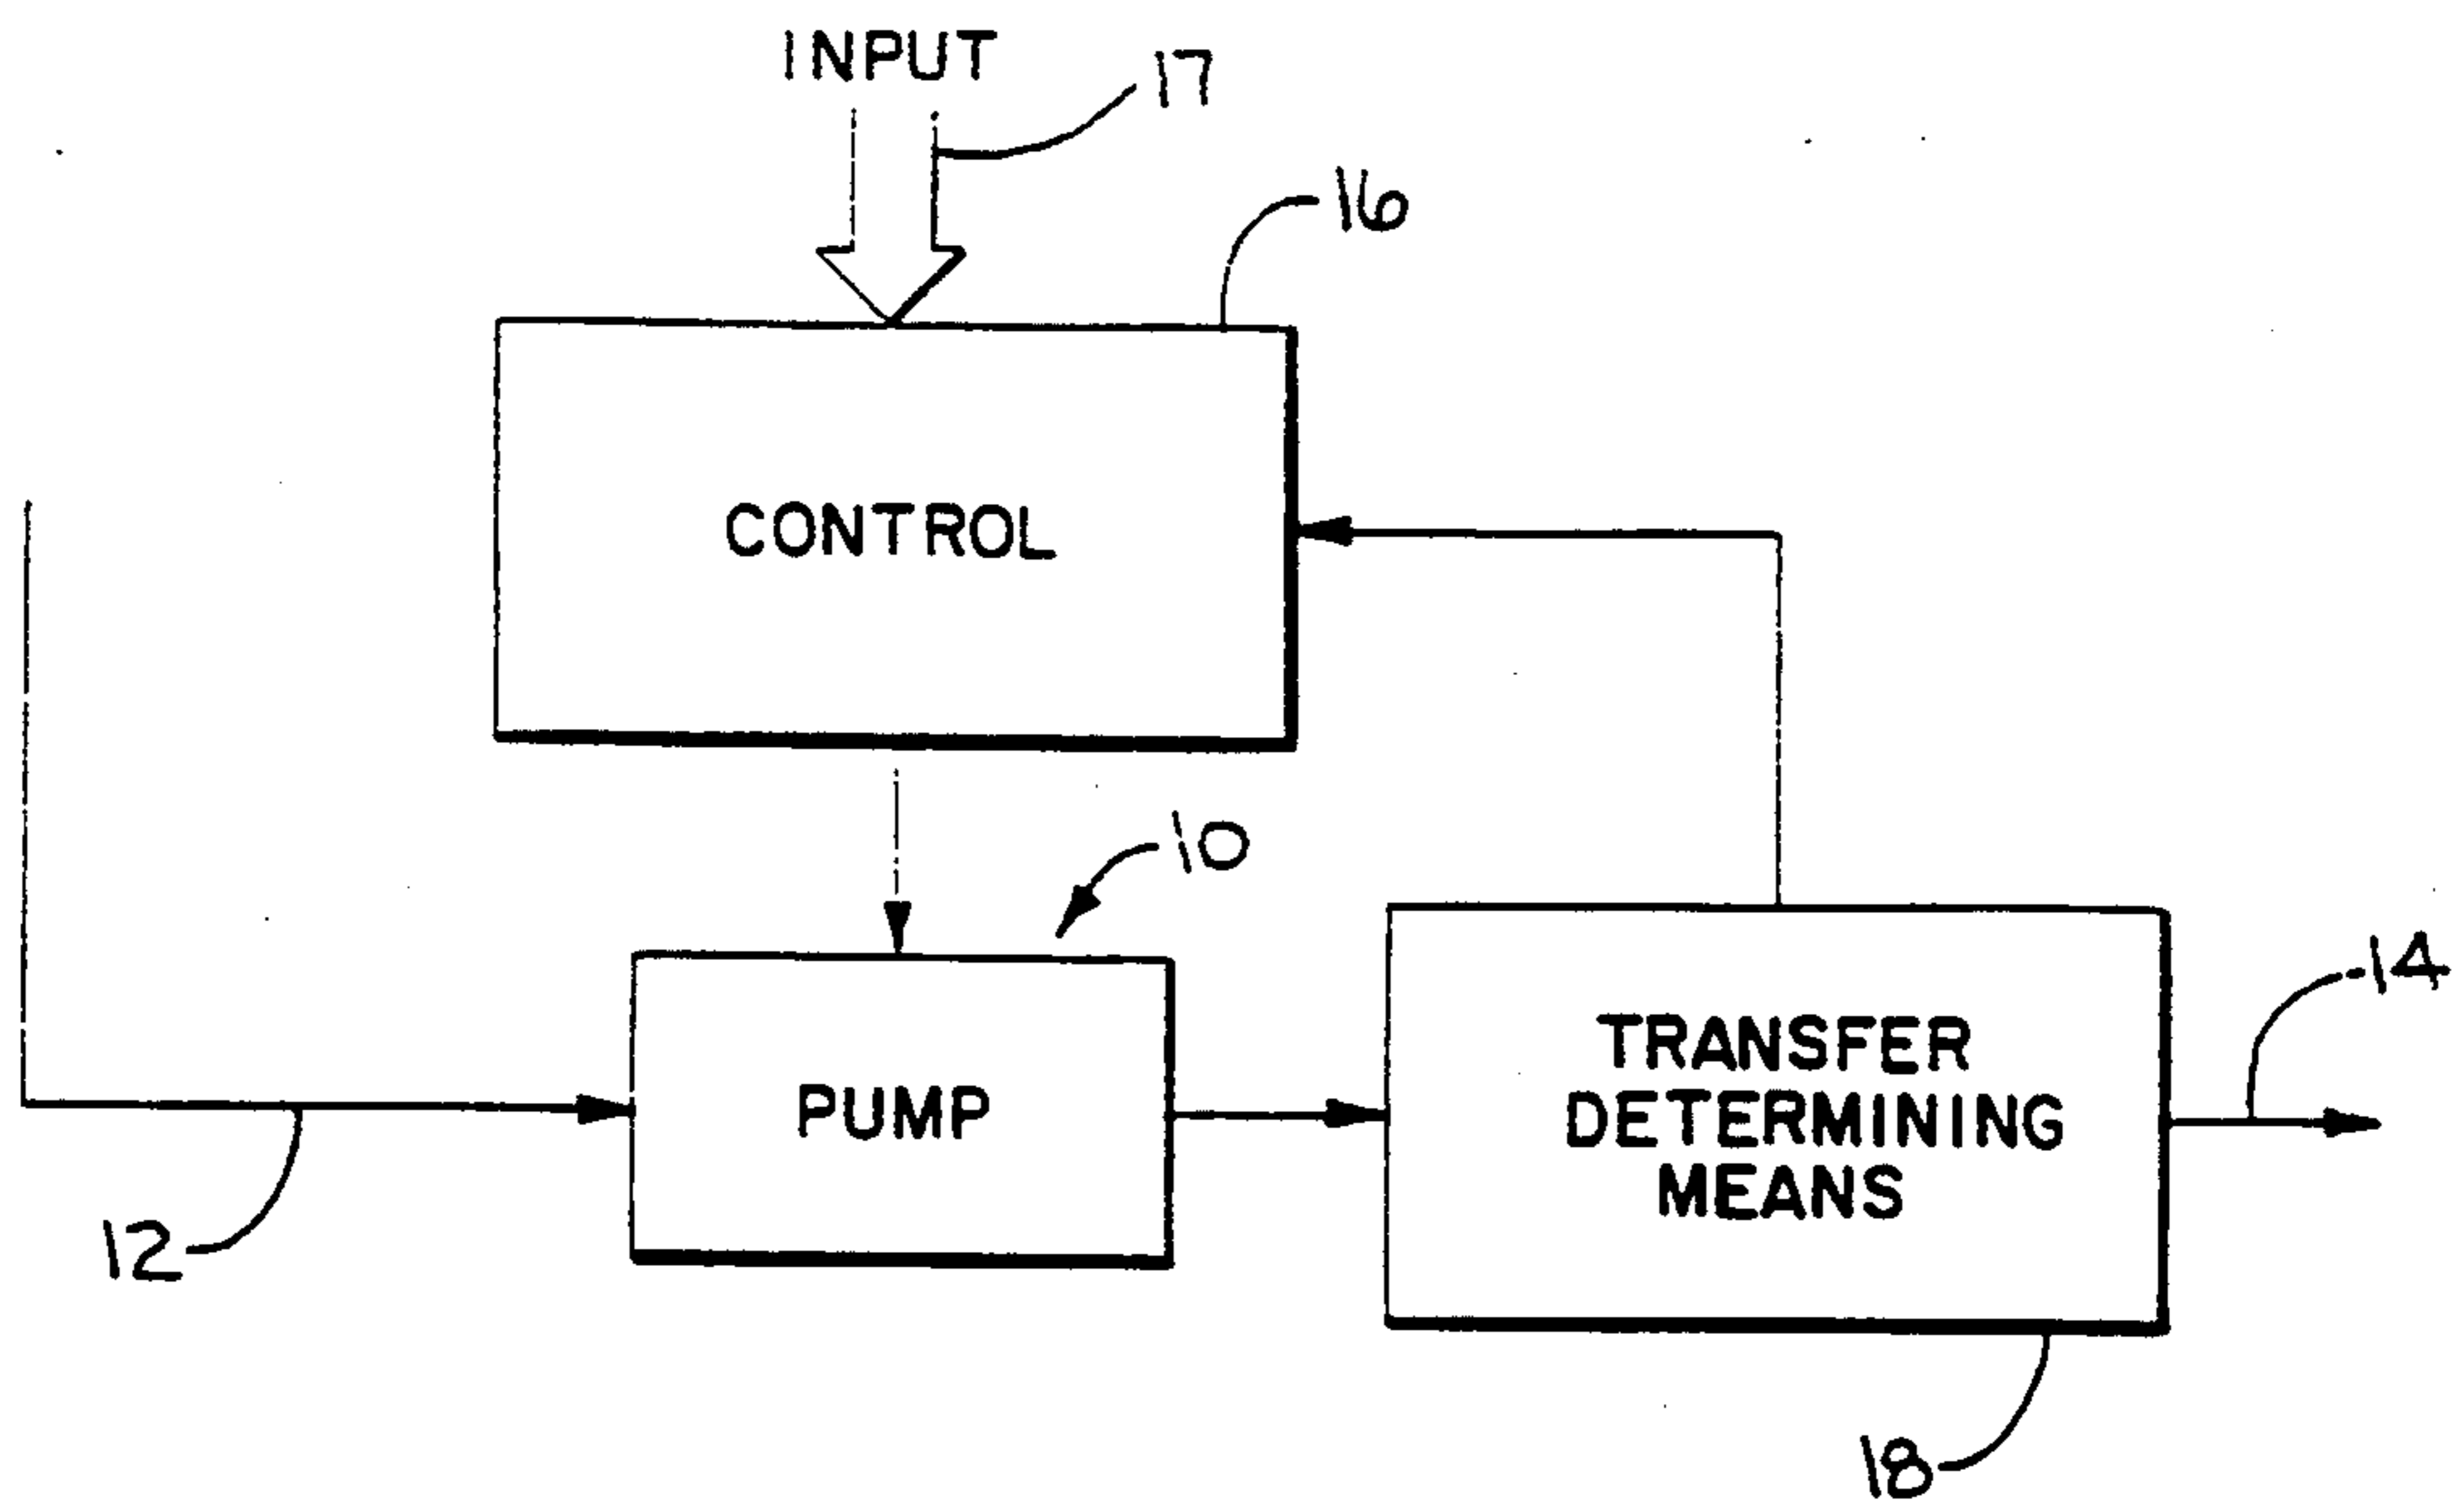 INPUT
17
16
CONTROL
10
14
TRANSFER
DETERMINING
MEANS
PUMP
12
18